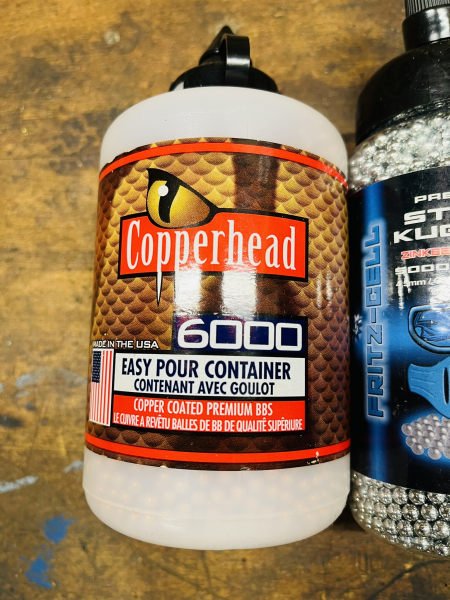 Copperhead
6000
MADE IN THE USA
EASY POUR CONTAINER
CONTENANT AVEC GOULOT
COPPER COATED PREMIUM BBS
LE CUIVRE A REVÊTU BALLES DE BB DE QUALITÉ SUPÉRIEURE
FRITZ-CELL